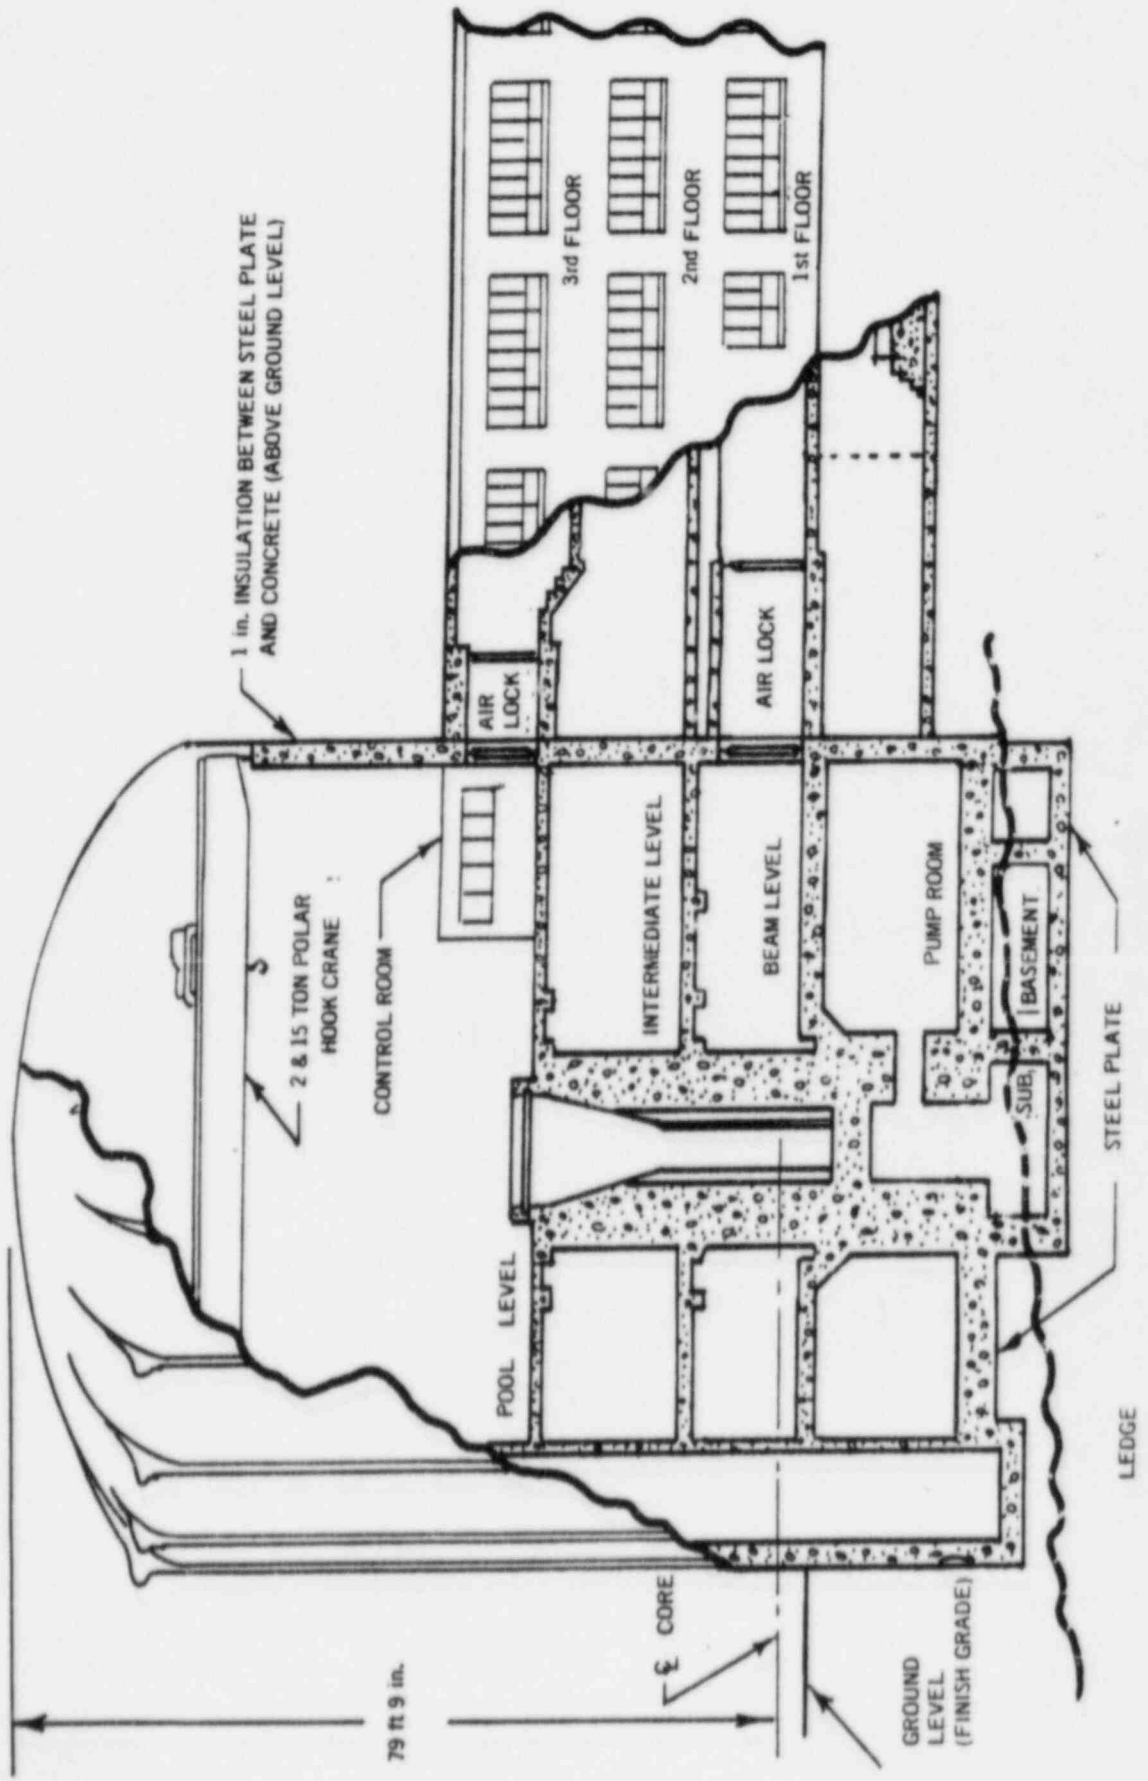 1 in. INSULATION BETWEEN STEEL PLATE
AND CONCRETE (ABOVE GROUND LEVEL)
2 & 15 TON POLAR
HOOK CRANE
CONTROL ROOM
AIR
LOCK
3rd FLOOR
2nd FLOOR
1st FLOOR
POOL LEVEL
INTERMEDIATE LEVEL
BEAM LEVEL
AIR LOCK
PUMP ROOM
SUB, BASEMENT
79 ft 9 in.
℄ CORE
GROUND
LEVEL
(FINISH GRADE)
STEEL PLATE
LEDGE